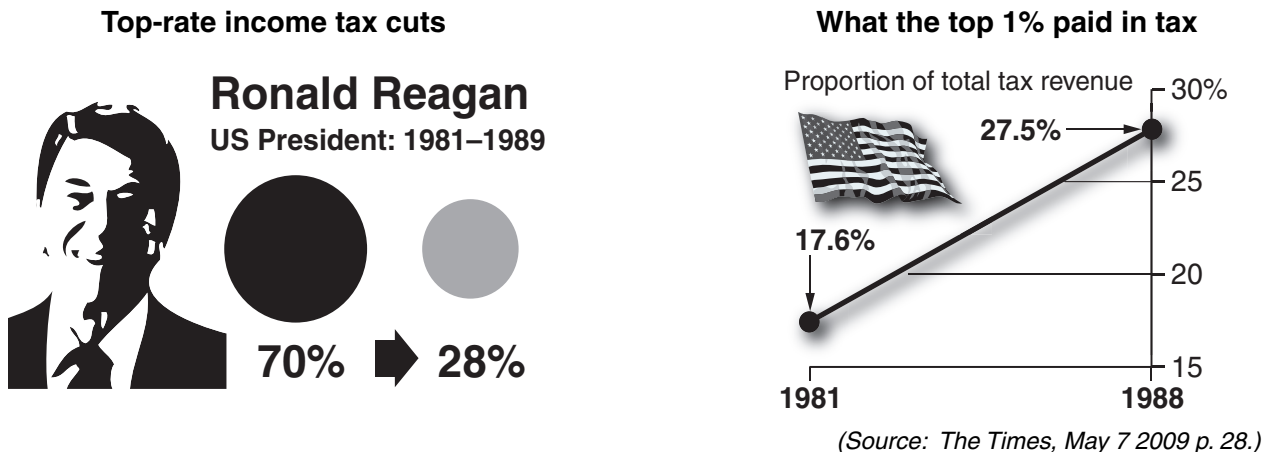 Top-rate income tax cuts
Ronald Reagan
US President: 1981–1989
70%
28%
What the top 1% paid in tax
Proportion of total tax revenue
30%
27.5%
25
17.6%
20
15
1981
1988
(Source: The Times, May 7 2009 p. 28.)